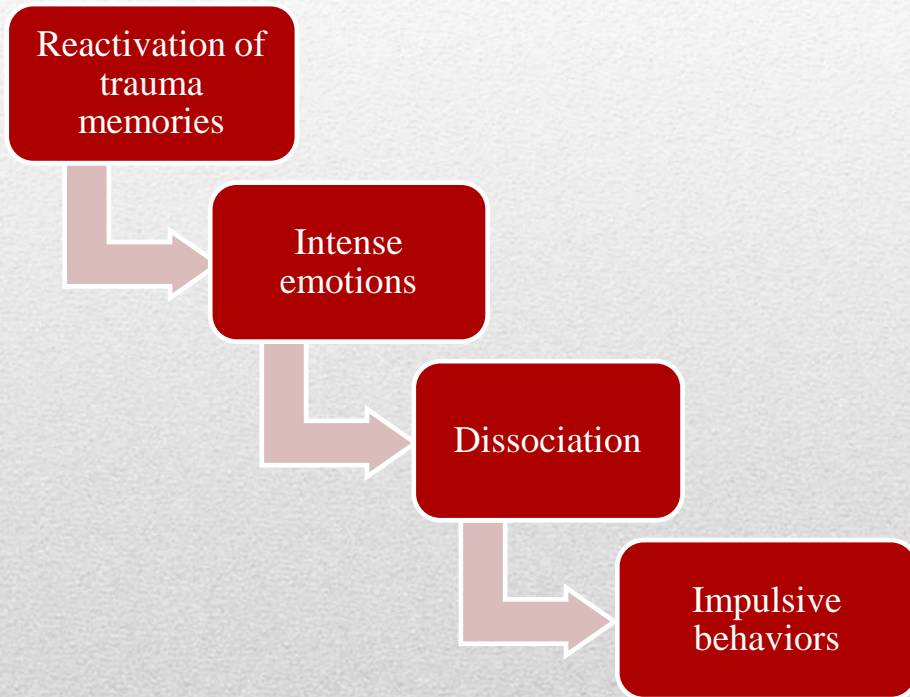 Reactivation of
trauma
memories
Intense
emotions
Dissociation
Impulsive
behaviors